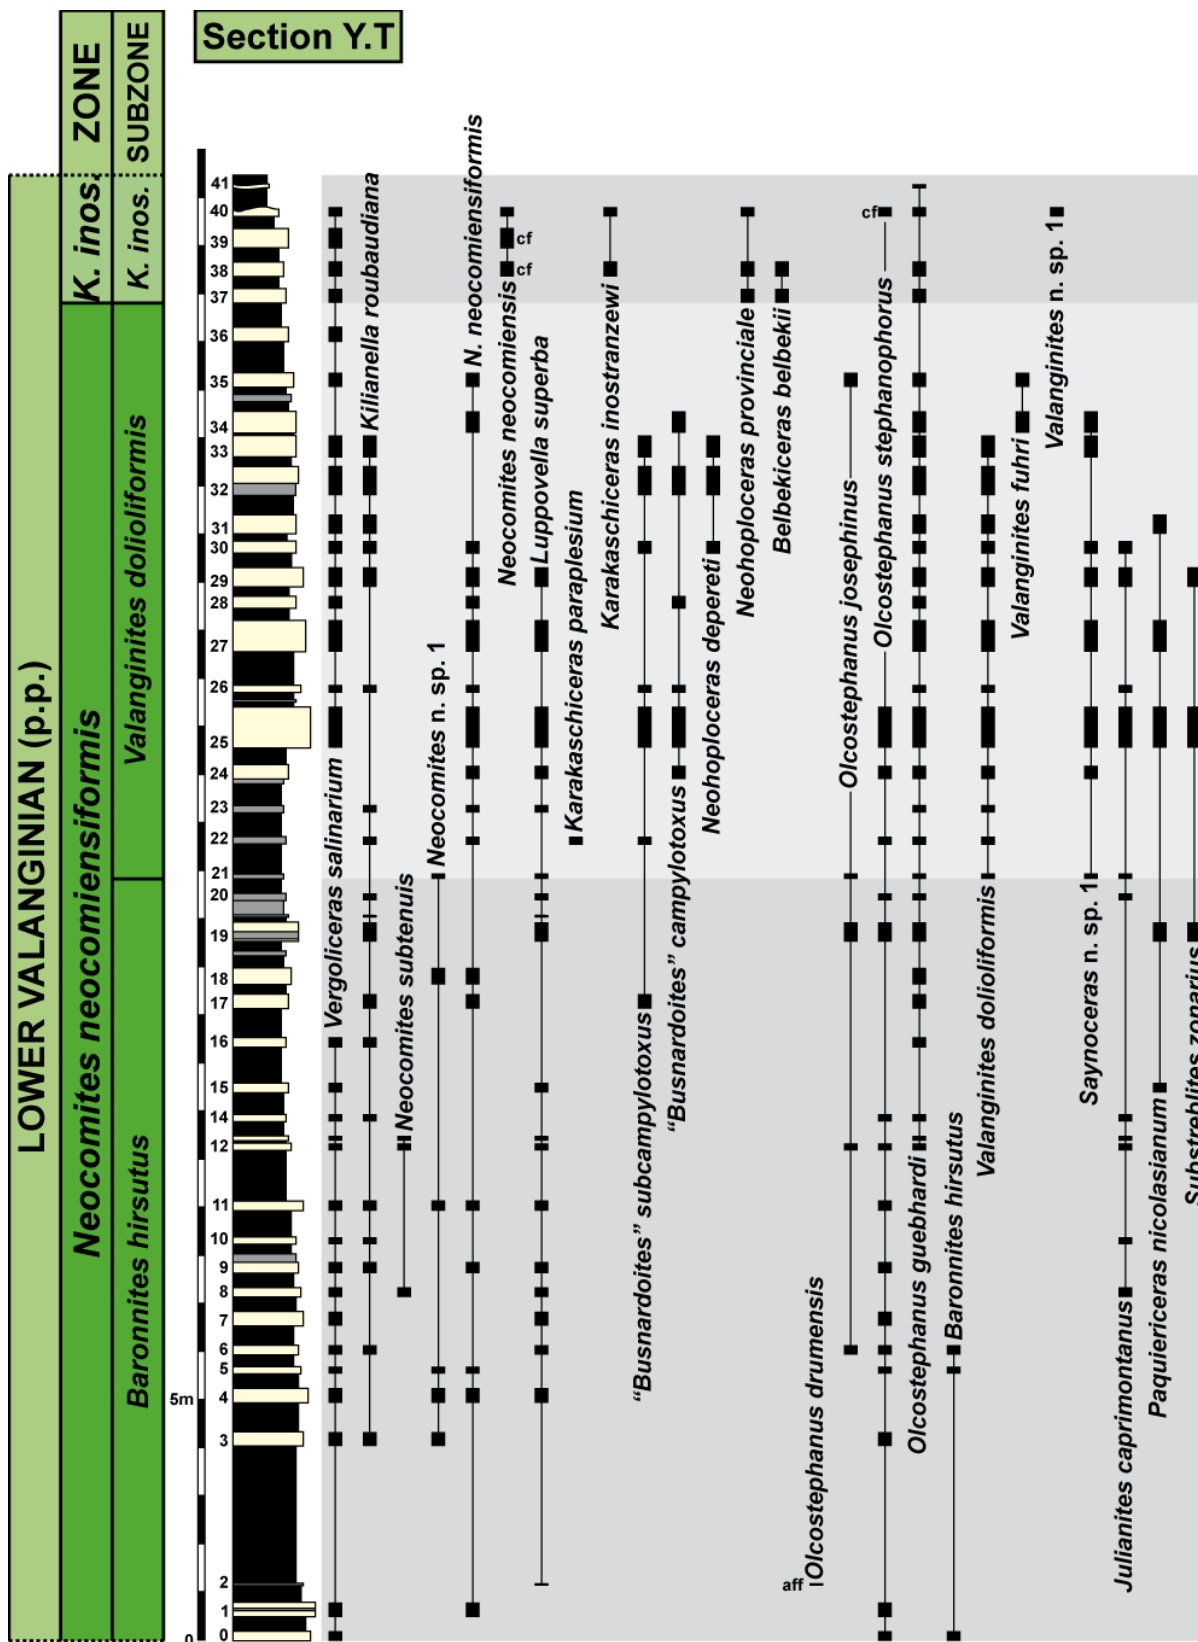 Section Y.T
ZONE
SUBZONE
LOWER VALANGINIAN (p.p.)
K. inos.
K. inos.
Neocomites neocomiensiformis
Valanginites dolioliformis
Baronnites hirsutus
41
40
39
38
37
36
35
34
33
32
31
30
29
28
27
26
25
24
23
22
21
20
19
18
17
16
15
14
12
11
10
9
8
7
6
5
4
3
2
1
0
5m
0
Vergoliceras salinarium
Kilianella roubaudiana
Neocomites subtenuis
Neocomites n. sp. 1
N. neocomiensiformis
Neocomites neocomiensis
cf
cf
Luppovella superba
Karakaschiceras paraplesium
Karakaschiceras inostranzewi
“Busnardoites” subcampylotoxus
“Busnardoites” campylotoxus
Neohoploceras depereti
Neohoploceras provinciale
Belbekiceras belbekii
aff
Olcostephanus drumensis
Olcostephanus josephinus
cf
Olcostephanus stephanophorus
Olcostephanus guebhardi
Baronnites hirsutus
Valanginites dolioliformis
Valanginites fuhri
Valanginites n. sp. 1
Saynoceras n. sp. 1
Julianites caprimontanus
Paquiericeras nicolasianum
Substreblites zonarius